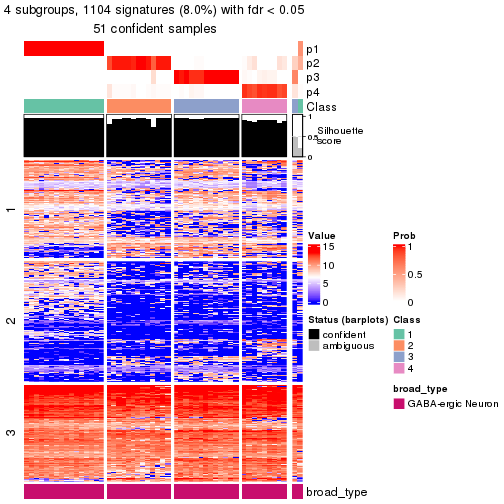 4 subgroups, 1104 signatures (8.0%) with fdr < 0.05
51 confident samples
p1
p2
p3
p4
Class
1
0.5
0
Silhouette
score
1
2
3
broad_type
Value
15
10
5
0
Prob
1
0.5
0
Status (barplots)
confident
ambiguous
Class
1
2
3
4
broad_type
GABA-ergic Neuron